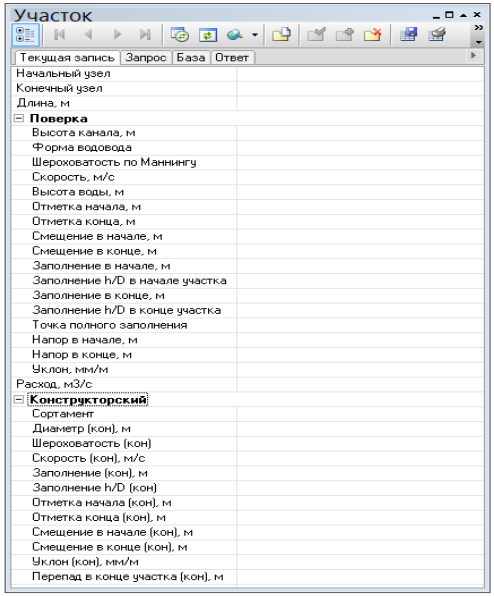 Участок
Текущая запись Запрос База Ответ
Начальный узел
Конечный узел
Длина, м
Поверка
Высота канала, м
Форма водовода
Шероховатость по Маннингу
Скорость, м/с
Высота воды, м
Отметка начала, м
Отметка конца, м
Смещение в начале, м
Смещение в конце, м
Заполнение в начале, м
Заполнение h/D в начале участка
Заполнение в конце, м
Заполнение h/D в конце участка
Точка полного заполнения
Напор в начале, м
Напор в конце, м
Уклон, мм/м
Расход, м3/с
Конструкторский
Сортамент
Диаметр (кон), м
Шероховатость (кон)
Скорость (кон), м/с
Заполнение (кон), м
Заполнение h/D (кон)
Отметка начала (кон), м
Отметка конца (кон), м
Смещение в начале (кон), м
Смещение в конце (кон), м
Уклон (кон), мм/м
Перепад в конце участка (кон), м